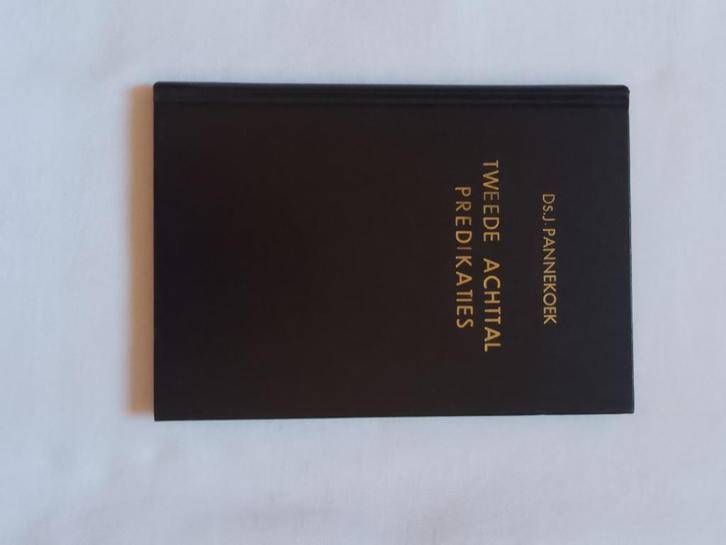 Ds.J. PANNEKOEK
TWEEDE ACHTTAL
PREDIKATIES